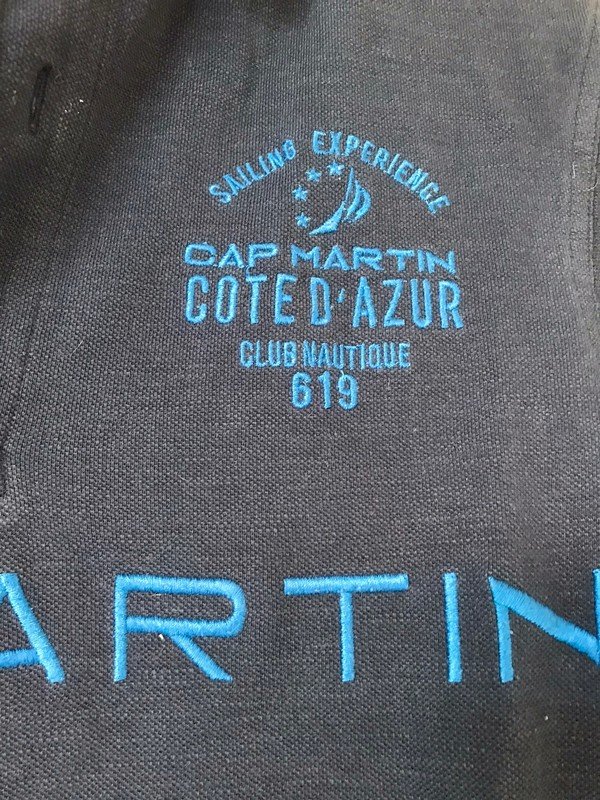 SAILING EXPERIENCE
CAP MARTIN
COTE D'AZUR
CLUB NAUTIQUE
619
ARTIN